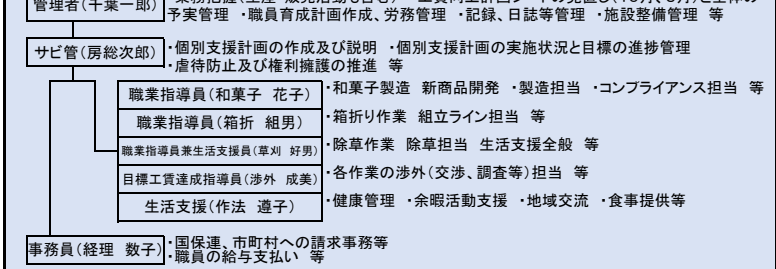 管理者(千葉一郎)
予実管理 ・職員育成計画作成、労務管理 ・記録、日誌等管理 ・施設整備管理 等
サビ管(房総次郎)
・個別支援計画の作成及び説明 ・個別支援計画の実施状況と目標の進捗管理
・虐待防止及び権利擁護の推進 等
職業指導員(和菓子 花子)
・和菓子製造 新商品開発 ・製造担当 ・コンプライアンス担当 等
職業指導員(箱折 組男)
・箱折り作業 組立ライン担当 等
職業指導員兼生活支援員(草刈 好男)
・除草作業 除草担当 生活支援全般 等
目標工賃達成指導員(渉外 成美)
・各作業の渉外(交渉、調査等)担当 等
生活支援(作法 遵子)
・健康管理 ・余暇活動支援 ・地域交流 ・食事提供等
事務員(経理 数子)
・国保連、市町村への請求事務等
・職員の給与支払い 等